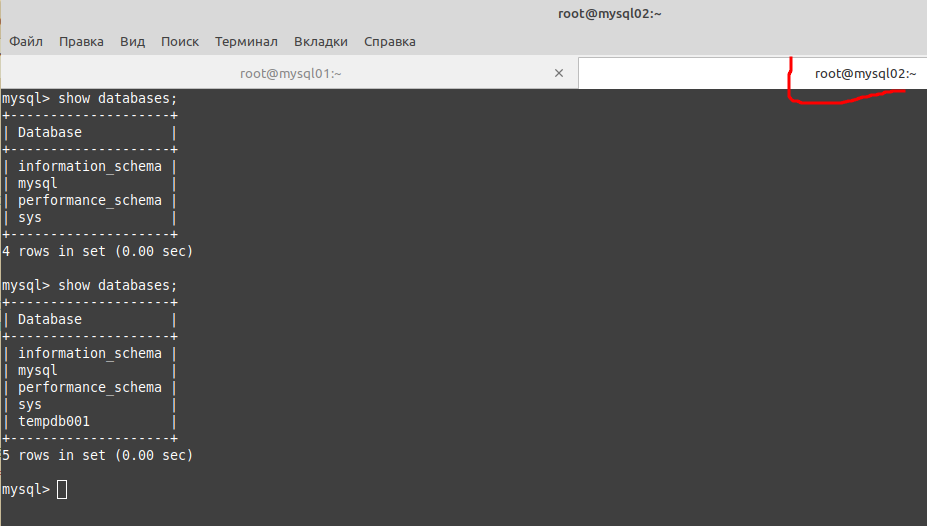 root@mysql02:~
Файл Правка Вид Поиск Терминал Вкладки Справка
root@mysql01:~ × root@mysql02:~
mysql> show databases;
+--------------------+
| Database           |
+--------------------+
| information_schema |
| mysql              |
| performance_schema |
| sys                |
+--------------------+
4 rows in set (0.00 sec)

mysql> show databases;
+--------------------+
| Database           |
+--------------------+
| information_schema |
| mysql              |
| performance_schema |
| sys                |
| tempdb001          |
+--------------------+
5 rows in set (0.00 sec)

mysql>